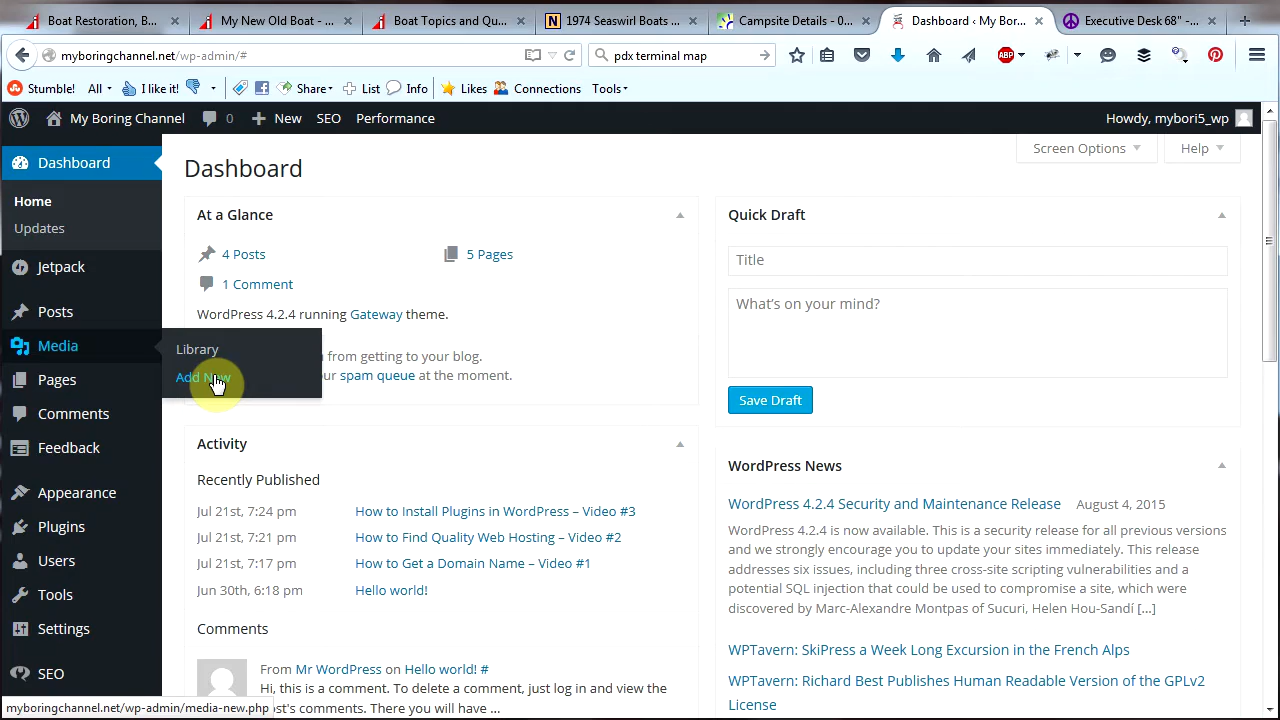 Boat Restoration, B...
My New Old Boat - ...
Boat Topics and Qu...
1974 Seaswirl Boats ...
Campsite Details - 0...
Dashboard ‹ My Bor...
Executive Desk 68" -...
myboringchannel.net/wp-admin/#
pdx terminal map
ABP
Stumble! All I like it! Share List Info Likes Connections Tools
My Boring Channel 0 New SEO Performance
Howdy, mybori5_wp
Dashboard
Home
Updates
Jetpack
Posts
Media
Pages
Comments
Feedback
Appearance
Plugins
Users
Tools
Settings
SEO
Library
Add New
Dashboard
Screen Options
Help
At a Glance
4 Posts
5 Pages
1 Comment
WordPress 4.2.4 running Gateway theme.
from getting to your blog.
our spam queue at the moment.
Activity
Recently Published
Jul 21st, 7:24 pm How to Install Plugins in WordPress – Video #3
Jul 21st, 7:21 pm How to Find Quality Web Hosting – Video #2
Jul 21st, 7:17 pm How to Get a Domain Name – Video #1
Jun 30th, 6:18 pm Hello world!
Comments
From Mr WordPress on Hello world! #
Hi, this is a comment. To delete a comment, just log in and view the
st's comments. There you will have ...
Quick Draft
Title
What's on your mind?
Save Draft
WordPress News
WordPress 4.2.4 Security and Maintenance Release August 4, 2015
WordPress 4.2.4 is now available. This is a security release for all previous versions
and we strongly encourage you to update your sites immediately. This release
addresses six issues, including three cross-site scripting vulnerabilities and a
potential SQL injection that could be used to compromise a site, which were
discovered by Marc-Alexandre Montpas of Sucuri, Helen Hou-Sandí [...]
WPTavern: SkiPress a Week Long Excursion in the French Alps
WPTavern: Richard Best Publishes Human Readable Version of the GPLv2
License
myboringchannel.net/wp-admin/media-new.php